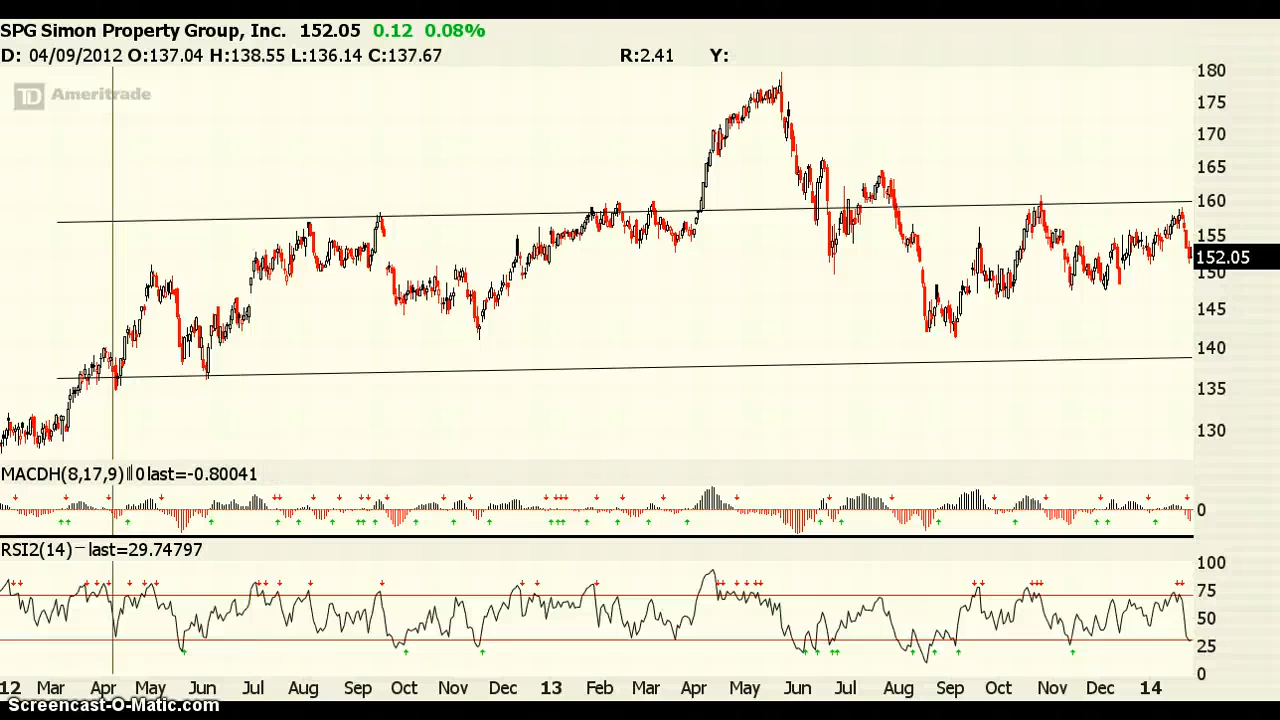 SPG Simon Property Group, Inc. 152.05 0.12 0.08%
D: 04/09/2012 O:137.04 H:138.55 L:136.14 C:137.67 R:2.41 Y:
TD Ameritrade
180
175
170
165
160
155
152.05
150
145
140
135
130
MACDH(8,17,9) 0 last=-0.80041
0
RSI2(14) last=29.74797
100
75
50
25
0
12 Mar Apr May Jun Jul Aug Sep Oct Nov Dec 13 Feb Mar Apr May Jun Jul Aug Sep Oct Nov Dec 14
Screencast-O-Matic.com